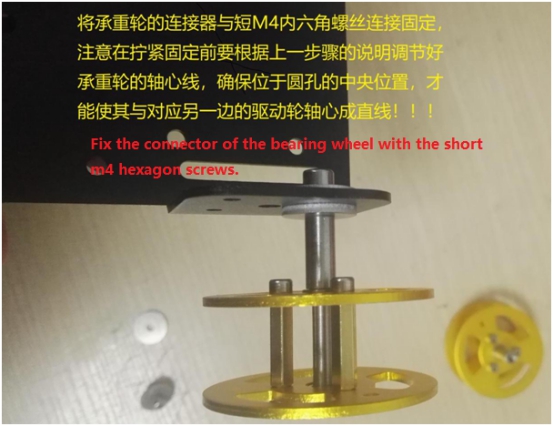 将承重轮的连接器与短M4内六角螺丝连接固定，
注意在拧紧固定前要根据上一步骤的说明调节好
承重轮的轴心线，确保位于圆孔的中央位置，才
能使其与对应另一边的驱动轮轴心成直线！！！
Fix the connector of the bearing wheel with the short
m4 hexagon screws.